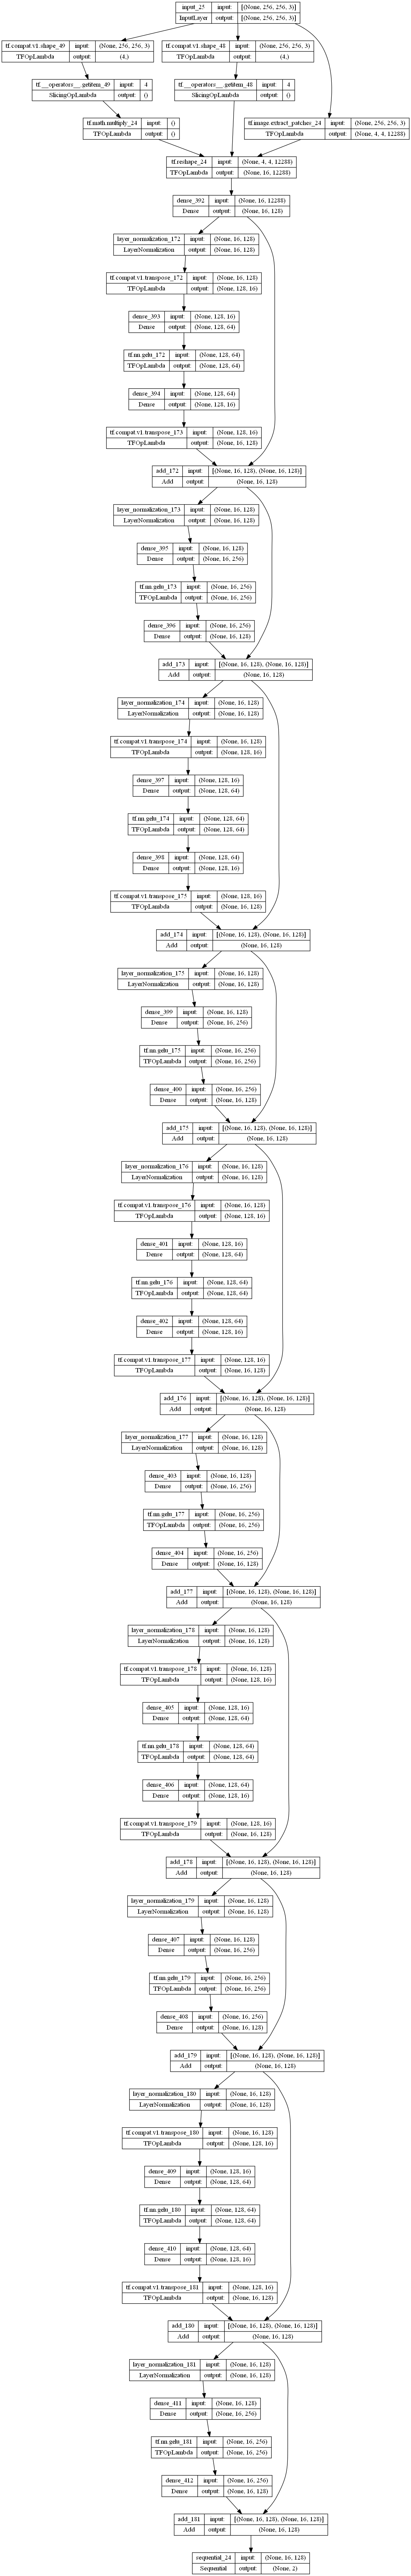 input_25 input: [(None, 256, 256, 3)]
InputLayer output: [(None, 256, 256, 3)]
tf.compat.v1.shape_49 input: (None, 256, 256, 3)
TFOpLambda output: (4,)
tf.compat.v1.shape_48 input: (None, 256, 256, 3)
TFOpLambda output: (4,)
tf.__operators__.getitem_49 input: 4
SlicingOpLambda output: ()
tf.__operators__.getitem_48 input: 4
SlicingOpLambda output: ()
tf.math.multiply_24 input: ()
TFOpLambda output: ()
tf.image.extract_patches_24 input: (None, 256, 256, 3)
TFOpLambda output: (None, 4, 4, 12288)
tf.reshape_24 input: (None, 4, 4, 12288)
TFOpLambda output: (None, 16, 12288)
dense_392 input: (None, 16, 12288)
Dense output: (None, 16, 128)
layer_normalization_172 input: (None, 16, 128)
LayerNormalization output: (None, 16, 128)
tf.compat.v1.transpose_172 input: (None, 16, 128)
TFOpLambda output: (None, 128, 16)
dense_393 input: (None, 128, 16)
Dense output: (None, 128, 64)
tf.nn.gelu_172 input: (None, 128, 64)
TFOpLambda output: (None, 128, 64)
dense_394 input: (None, 128, 64)
Dense output: (None, 128, 16)
tf.compat.v1.transpose_173 input: (None, 128, 16)
TFOpLambda output: (None, 16, 128)
add_172 input: [(None, 16, 128), (None, 16, 128)]
Add output: (None, 16, 128)
layer_normalization_173 input: (None, 16, 128)
LayerNormalization output: (None, 16, 128)
dense_395 input: (None, 16, 128)
Dense output: (None, 16, 256)
tf.nn.gelu_173 input: (None, 16, 256)
TFOpLambda output: (None, 16, 256)
dense_396 input: (None, 16, 256)
Dense output: (None, 16, 128)
add_173 input: [(None, 16, 128), (None, 16, 128)]
Add output: (None, 16, 128)
layer_normalization_174 input: (None, 16, 128)
LayerNormalization output: (None, 16, 128)
tf.compat.v1.transpose_174 input: (None, 16, 128)
TFOpLambda output: (None, 128, 16)
dense_397 input: (None, 128, 16)
Dense output: (None, 128, 64)
tf.nn.gelu_174 input: (None, 128, 64)
TFOpLambda output: (None, 128, 64)
dense_398 input: (None, 128, 64)
Dense output: (None, 128, 16)
tf.compat.v1.transpose_175 input: (None, 128, 16)
TFOpLambda output: (None, 16, 128)
add_174 input: [(None, 16, 128), (None, 16, 128)]
Add output: (None, 16, 128)
layer_normalization_175 input: (None, 16, 128)
LayerNormalization output: (None, 16, 128)
dense_399 input: (None, 16, 128)
Dense output: (None, 16, 256)
tf.nn.gelu_175 input: (None, 16, 256)
TFOpLambda output: (None, 16, 256)
dense_400 input: (None, 16, 256)
Dense output: (None, 16, 128)
add_175 input: [(None, 16, 128), (None, 16, 128)]
Add output: (None, 16, 128)
layer_normalization_176 input: (None, 16, 128)
LayerNormalization output: (None, 16, 128)
tf.compat.v1.transpose_176 input: (None, 16, 128)
TFOpLambda output: (None, 128, 16)
dense_401 input: (None, 128, 16)
Dense output: (None, 128, 64)
tf.nn.gelu_176 input: (None, 128, 64)
TFOpLambda output: (None, 128, 64)
dense_402 input: (None, 128, 64)
Dense output: (None, 128, 16)
tf.compat.v1.transpose_177 input: (None, 128, 16)
TFOpLambda output: (None, 16, 128)
add_176 input: [(None, 16, 128), (None, 16, 128)]
Add output: (None, 16, 128)
layer_normalization_177 input: (None, 16, 128)
LayerNormalization output: (None, 16, 128)
dense_403 input: (None, 16, 128)
Dense output: (None, 16, 256)
tf.nn.gelu_177 input: (None, 16, 256)
TFOpLambda output: (None, 16, 256)
dense_404 input: (None, 16, 256)
Dense output: (None, 16, 128)
add_177 input: [(None, 16, 128), (None, 16, 128)]
Add output: (None, 16, 128)
layer_normalization_178 input: (None, 16, 128)
LayerNormalization output: (None, 16, 128)
tf.compat.v1.transpose_178 input: (None, 16, 128)
TFOpLambda output: (None, 128, 16)
dense_405 input: (None, 128, 16)
Dense output: (None, 128, 64)
tf.nn.gelu_178 input: (None, 128, 64)
TFOpLambda output: (None, 128, 64)
dense_406 input: (None, 128, 64)
Dense output: (None, 128, 16)
tf.compat.v1.transpose_179 input: (None, 128, 16)
TFOpLambda output: (None, 16, 128)
add_178 input: [(None, 16, 128), (None, 16, 128)]
Add output: (None, 16, 128)
layer_normalization_179 input: (None, 16, 128)
LayerNormalization output: (None, 16, 128)
dense_407 input: (None, 16, 128)
Dense output: (None, 16, 256)
tf.nn.gelu_179 input: (None, 16, 256)
TFOpLambda output: (None, 16, 256)
dense_408 input: (None, 16, 256)
Dense output: (None, 16, 128)
add_179 input: [(None, 16, 128), (None, 16, 128)]
Add output: (None, 16, 128)
layer_normalization_180 input: (None, 16, 128)
LayerNormalization output: (None, 16, 128)
tf.compat.v1.transpose_180 input: (None, 16, 128)
TFOpLambda output: (None, 128, 16)
dense_409 input: (None, 128, 16)
Dense output: (None, 128, 64)
tf.nn.gelu_180 input: (None, 128, 64)
TFOpLambda output: (None, 128, 64)
dense_410 input: (None, 128, 64)
Dense output: (None, 128, 16)
tf.compat.v1.transpose_181 input: (None, 128, 16)
TFOpLambda output: (None, 16, 128)
add_180 input: [(None, 16, 128), (None, 16, 128)]
Add output: (None, 16, 128)
layer_normalization_181 input: (None, 16, 128)
LayerNormalization output: (None, 16, 128)
dense_411 input: (None, 16, 128)
Dense output: (None, 16, 256)
tf.nn.gelu_181 input: (None, 16, 256)
TFOpLambda output: (None, 16, 256)
dense_412 input: (None, 16, 256)
Dense output: (None, 16, 128)
add_181 input: [(None, 16, 128), (None, 16, 128)]
Add output: (None, 16, 128)
sequential_24 input: (None, 16, 128)
Sequential output: (None, 2)